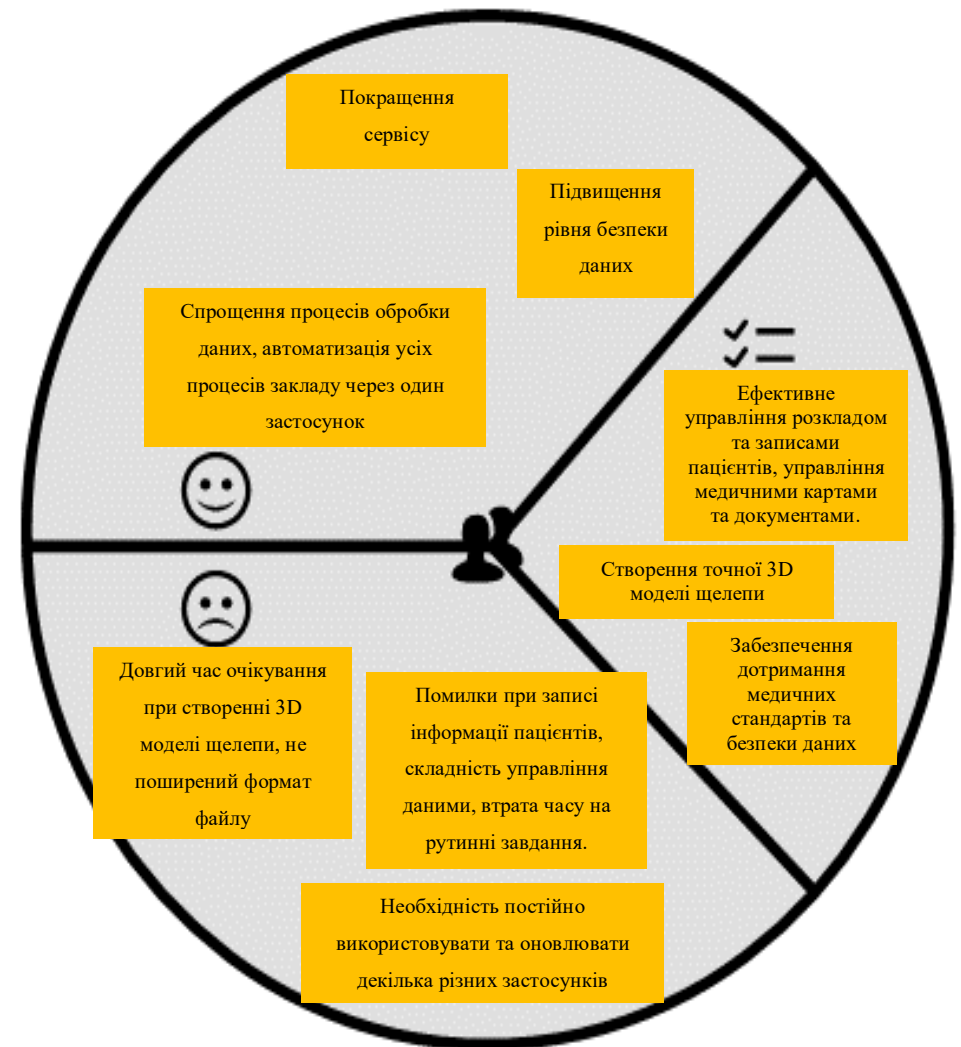 Покращення
сервісу
Підвищення
рівня безпеки
даних
Спрощення процесів обробки
даних, автоматизація усіх
процесів закладу через один
застосунок
Ефективне
управління розкладом
та записами
пацієнтів, управління
медичними картами
та документами.
Створення точної 3D
моделі щелепи
Забезпечення
дотримання
медичних
стандартів та
безпеки даних
Довгий час очікування
при створенні 3D
моделі щелепи, не
поширений формат
файлу
Помилки при записі
інформації пацієнтів,
складність управління
даними, втрата часу на
рутинні завдання.
Необхідність постійно
використовувати та оновлювати
декілька різних застосунків